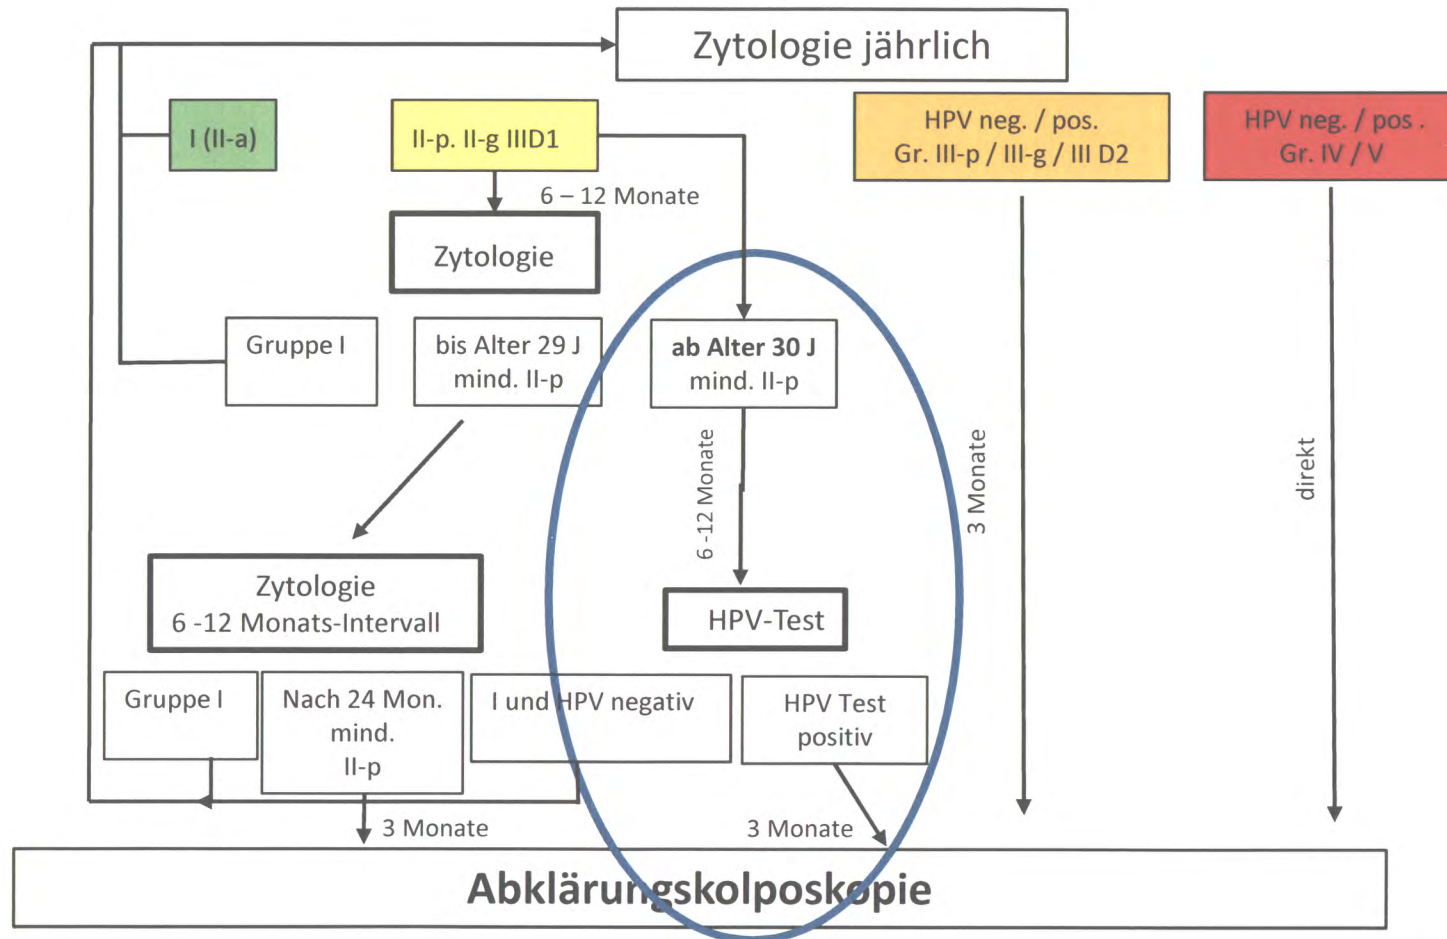 Zytologie jährlich
I (II-a)
II-p. II-g IIID1
HPV neg. / pos.
Gr. III-p / III-g / III D2
HPV neg. / pos .
Gr. IV / V
6 – 12 Monate
Zytologie
Gruppe I
bis Alter 29 J
mind. II-p
ab Alter 30 J
mind. II-p
6 -12 Monate
3 Monate
direkt
Zytologie
6 -12 Monats-Intervall
HPV-Test
Gruppe I
Nach 24 Mon.
mind.
II-p
I und HPV negativ
HPV Test
positiv
3 Monate
3 Monate
Abklärungskolposkopie